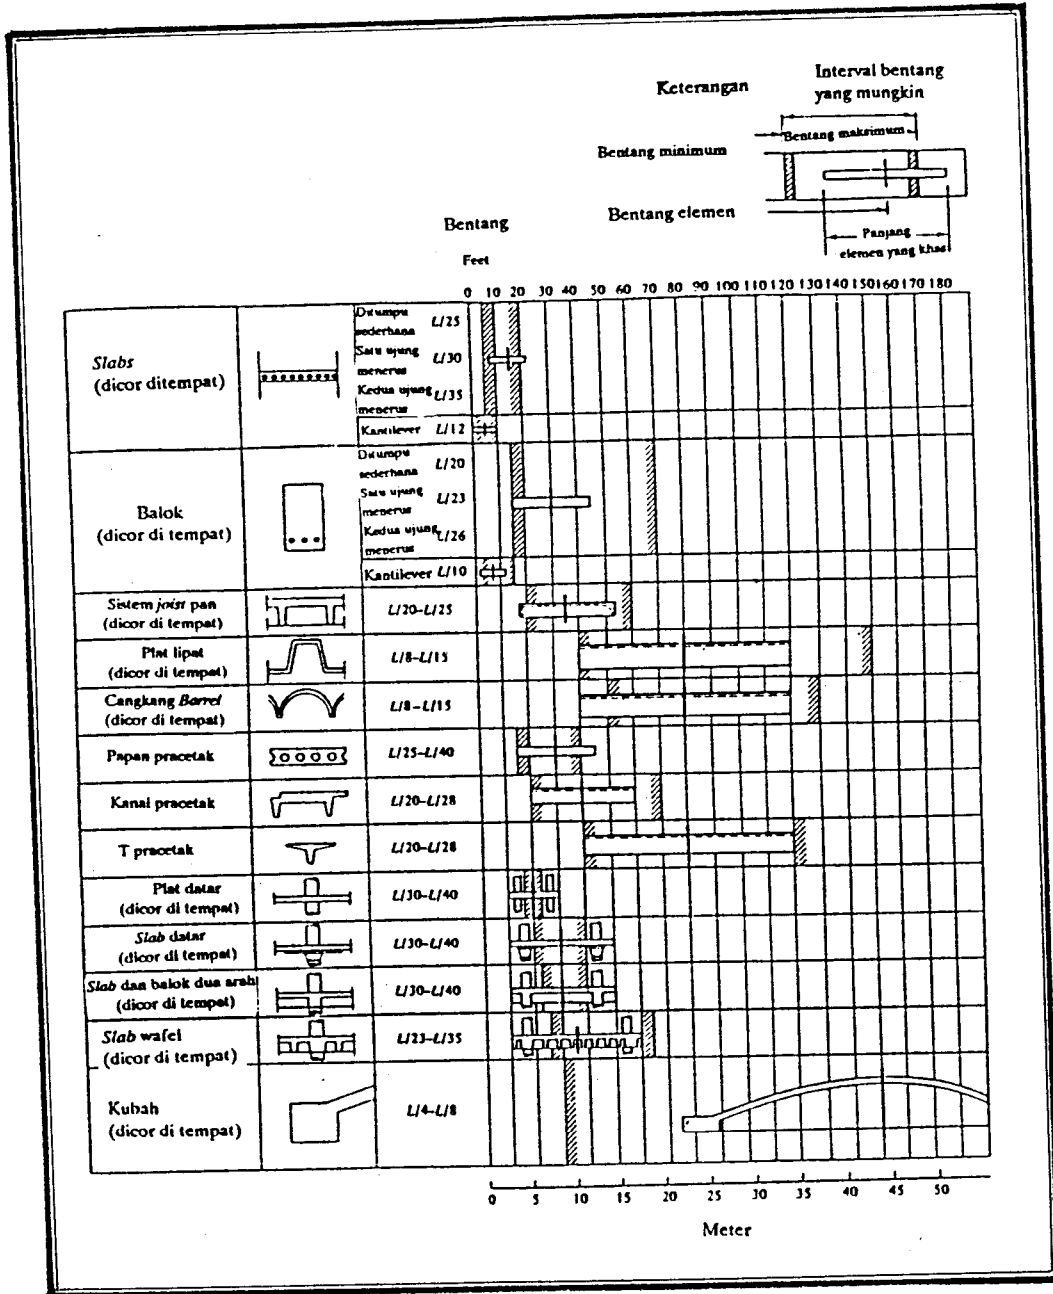 Keterangan
Interval bentang
yang mungkin
Bentang maksimum
Bentang minimum
Bentang elemen
Panjang
elemen yang khas
Bentang
Feet
0 10 20 30 40 50 60 70 80 90 100 110 120 130 140 150 160 170 180
Slabs
(dicor ditempat)
Ditumpu
sederhana L/25
Satu ujung
menerus L/30
Kedua ujung
menerus L/35
Kantilever L/12
Balok
(dicor di tempat)
Ditumpu
sederhana L/20
Satu ujung
menerus L/23
Kedua ujung
menerus L/26
Kantilever L/10
Sistem joist pan
(dicor di tempat)
L/20–L/25
Plat lipat
(dicor di tempat)
L/8–L/15
Cangkang Barrel
(dicor di tempat)
L/8–L/15
Papan pracetak
L/25–L/40
Kanal pracetak
L/20–L/28
T pracetak
L/20–L/28
Plat datar
(dicor di tempat)
L/30–L/40
Slab datar
(dicor di tempat)
L/30–L/40
Slab dan balok dua arah
(dicor di tempat)
L/30–L/40
Slab wafel
(dicor di tempat)
L/23–L/35
Kubah
(dicor di tempat)
L/4–L/8
0 5 10 15 20 25 30 35 40 45 50
Meter